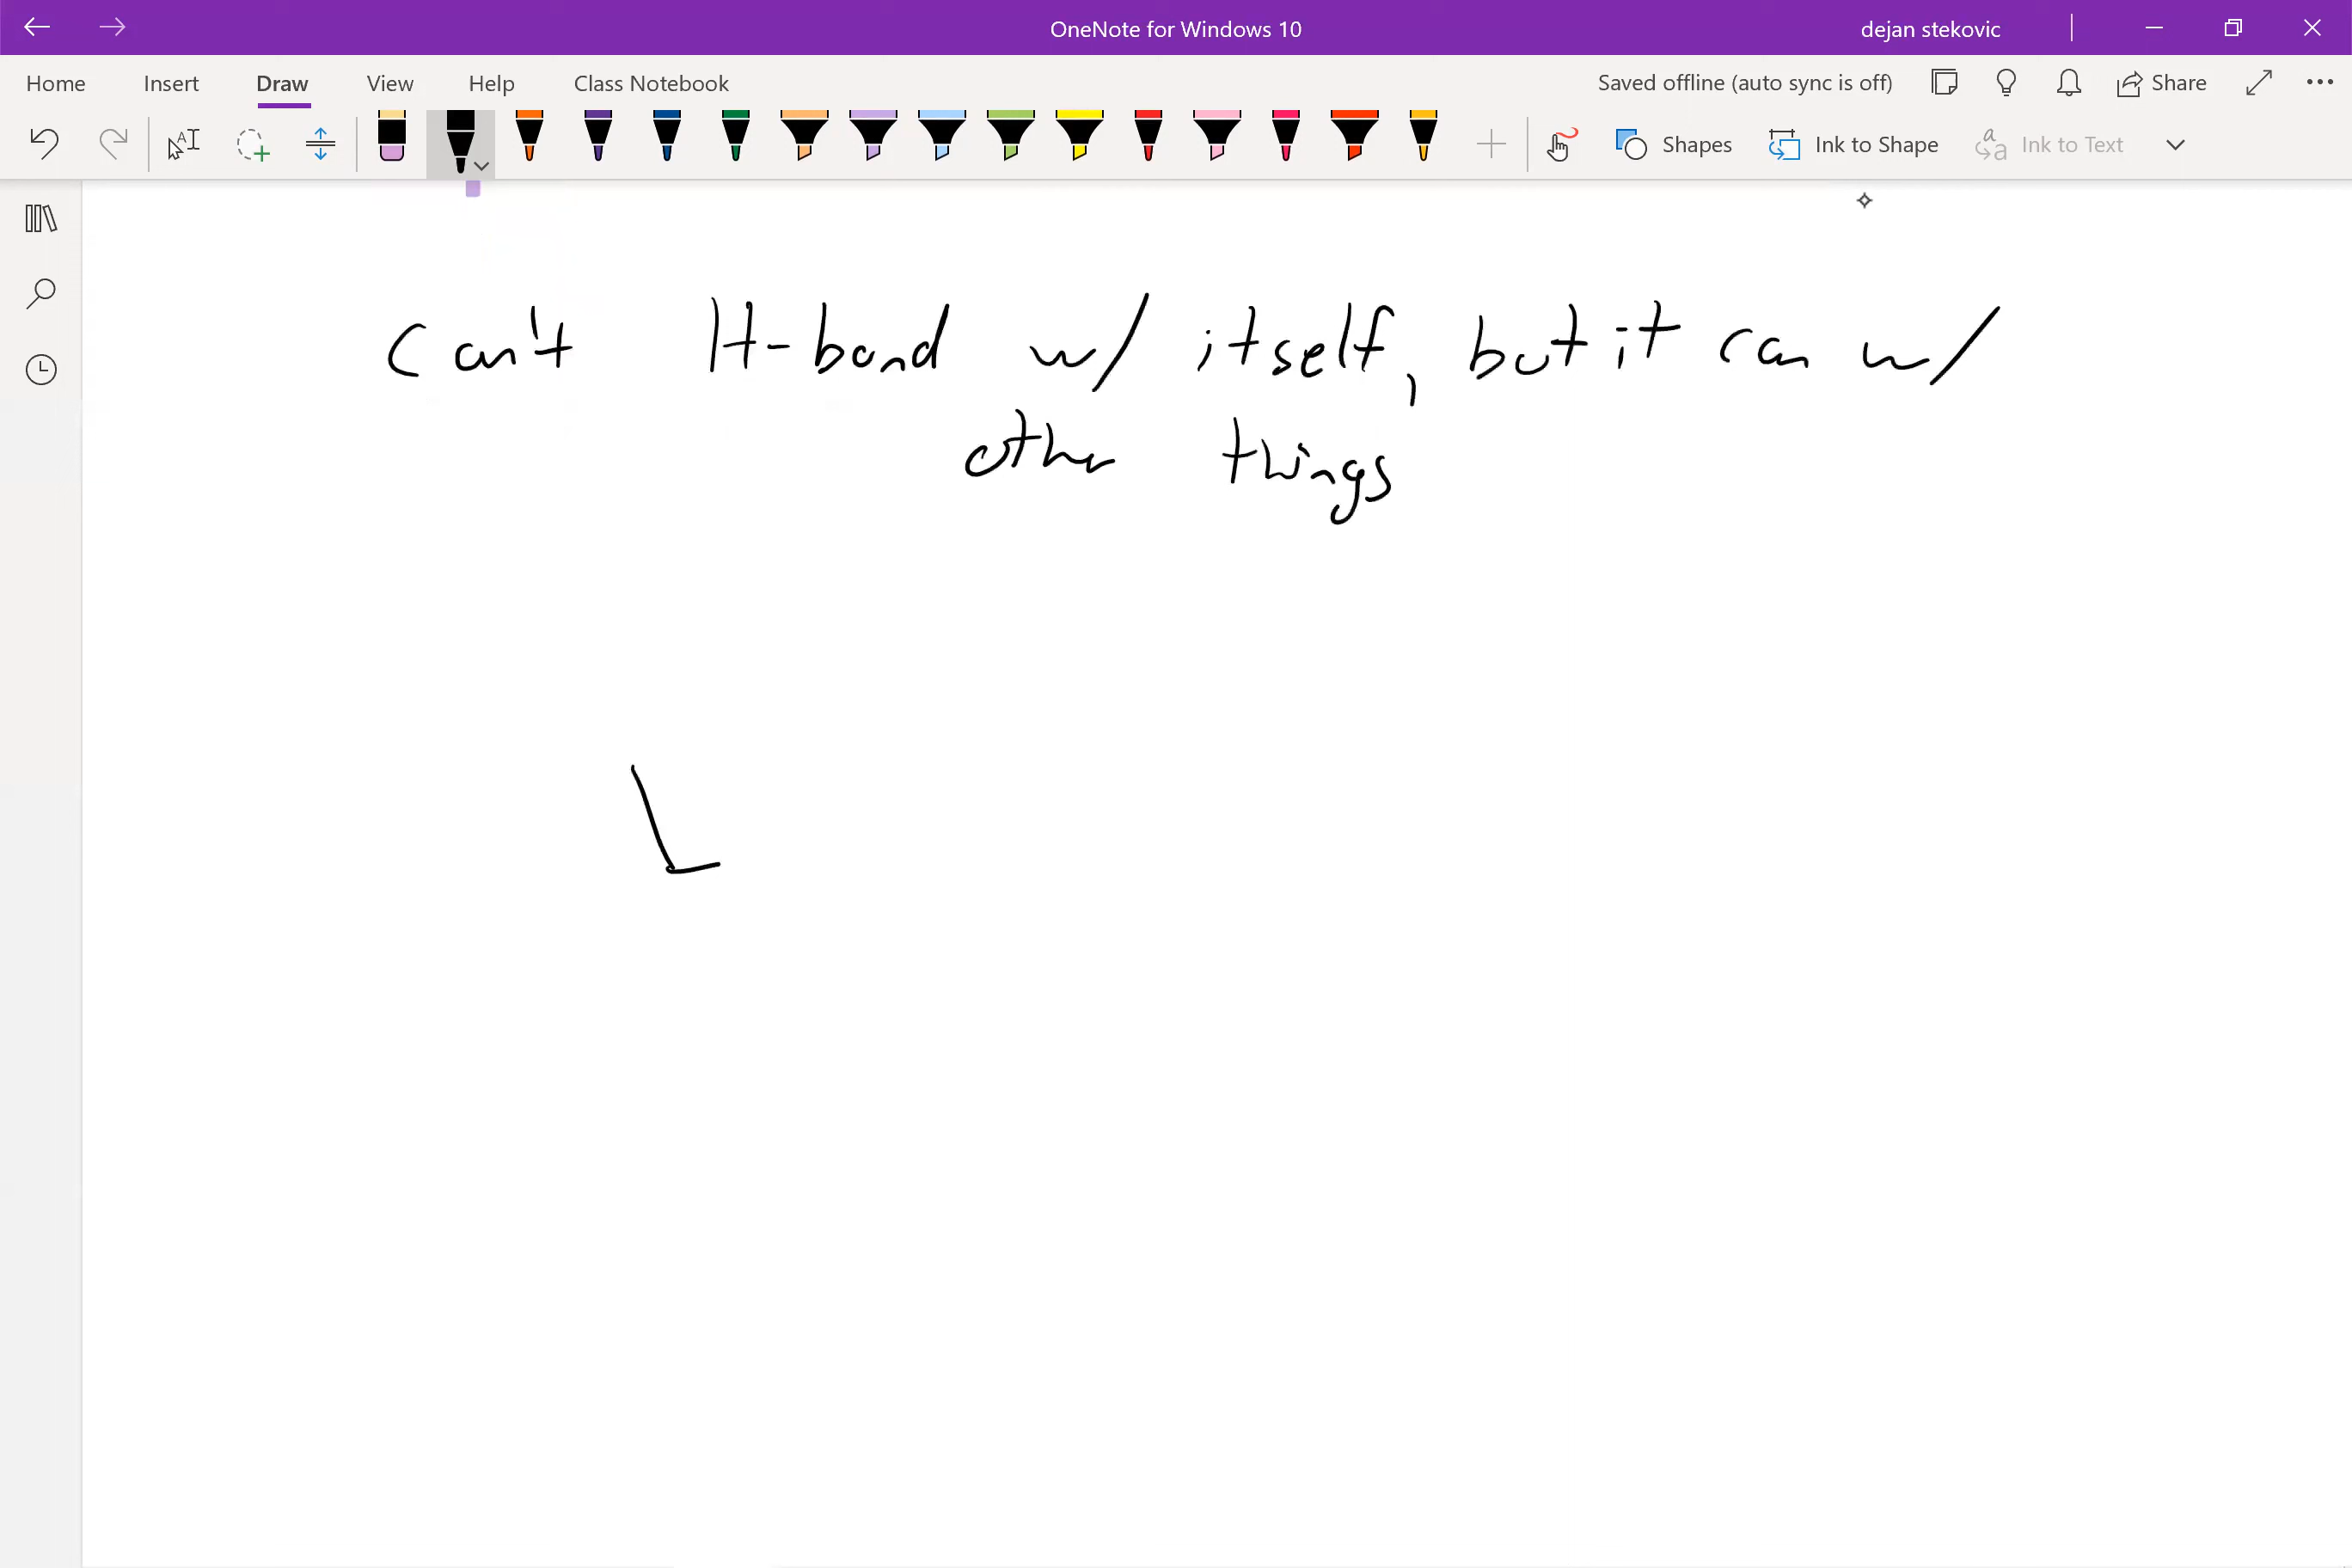 OneNote for Windows 10
dejan stekovic
Home Insert Draw View Help Class Notebook
Saved offline (auto sync is off) Share
Shapes Ink to Shape Ink to Text
Can't H-bond w/ itself, but it can w/
other things